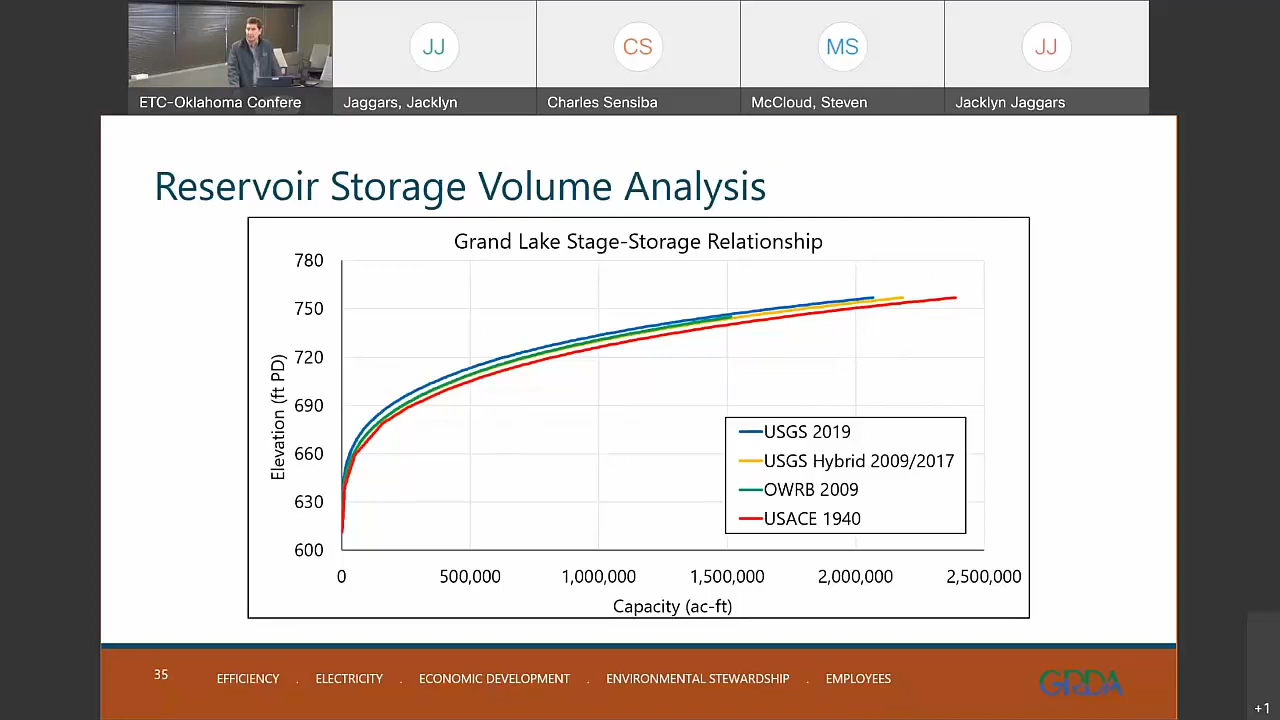 ETC-Oklahoma Confere
JJ
Jaggars, Jacklyn
CS
Charles Sensiba
MS
McCloud, Steven
JJ
Jacklyn Jaggars
Reservoir Storage Volume Analysis
Grand Lake Stage-Storage Relationship
780
750
720
690
660
630
600
Elevation (ft PD)
USGS 2019
USGS Hybrid 2009/2017
OWRB 2009
USACE 1940
0 500,000 1,000,000 1,500,000 2,000,000 2,500,000
Capacity (ac-ft)
35
EFFICIENCY . ELECTRICITY . ECONOMIC DEVELOPMENT . ENVIRONMENTAL STEWARDSHIP . EMPLOYEES
GRDA
+1